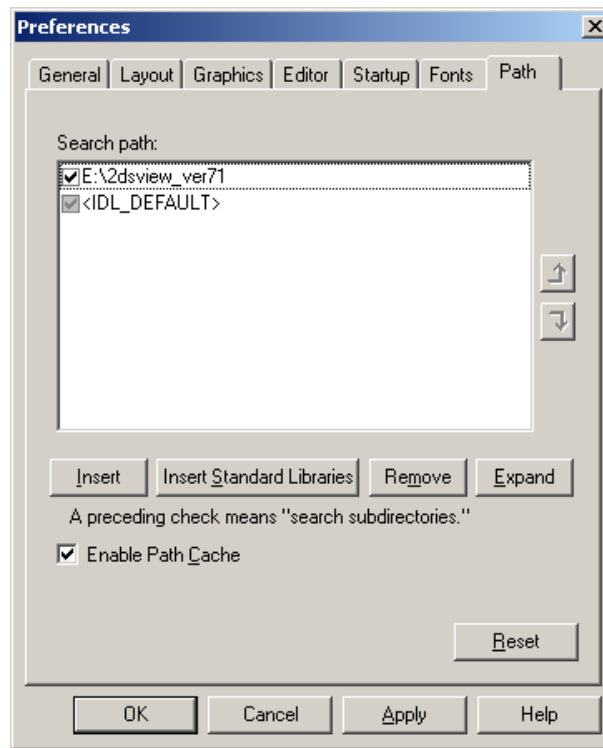 Preferences
General Layout Graphics Editor Startup Fonts Path
Search path:
E:\2dsview_ver71
<IDL_DEFAULT>
Insert Insert Standard Libraries Remove Expand
A preceding check means "search subdirectories."
Enable Path Cache
Reset
OK Cancel Apply Help